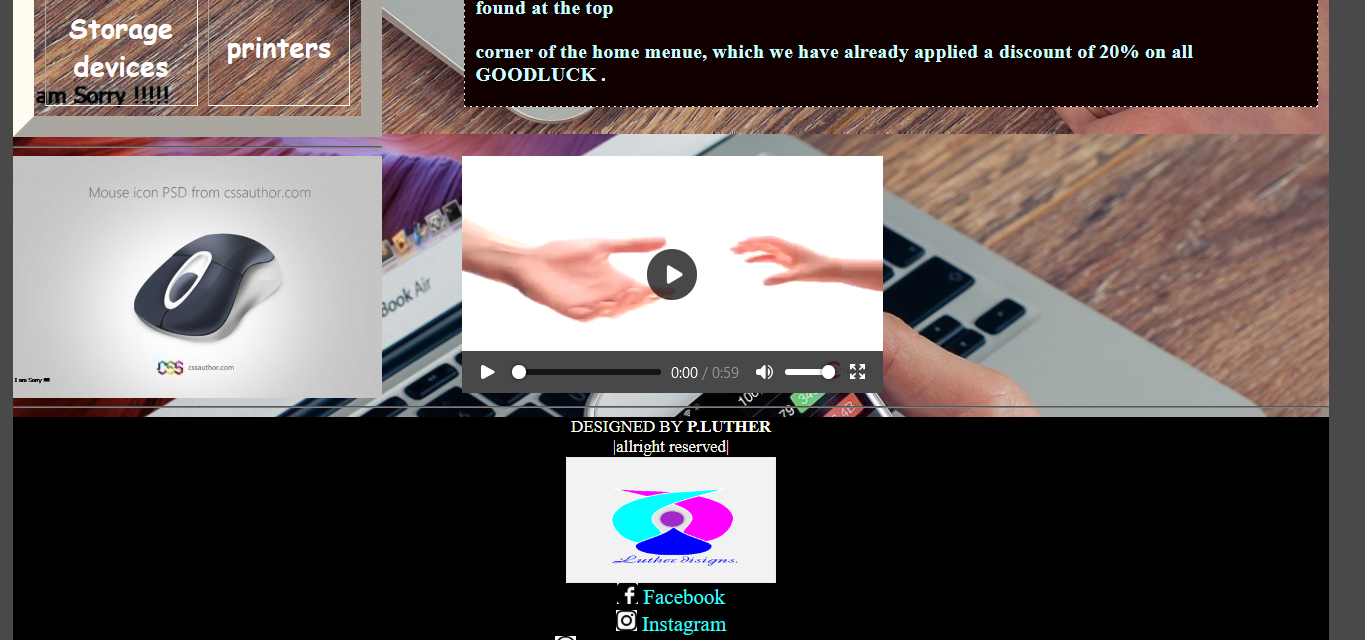 found at the top
corner of the home menue, which we have already applied a discount of 20% on all
GOODLUCK .
Storage
devices
printers
am Sorry !!!!!
Mouse icon PSD from cssauthor.com
CSS
cssauthor.com
I am Sorry !!!!!
Book Air
0:00 / 0:59
DESIGNED BY P.LUTHER
|allright reserved|
Luther disigns.
Facebook
Instagram